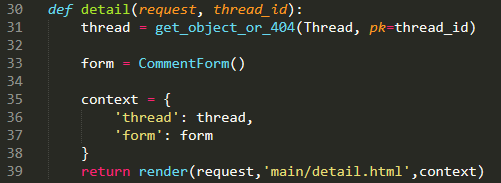 30 def detail(request, thread_id):
31     thread = get_object_or_404(Thread, pk=thread_id)
32
33     form = CommentForm()
34
35     context = {
36         'thread': thread,
37         'form': form
38     }
39     return render(request,'main/detail.html',context)